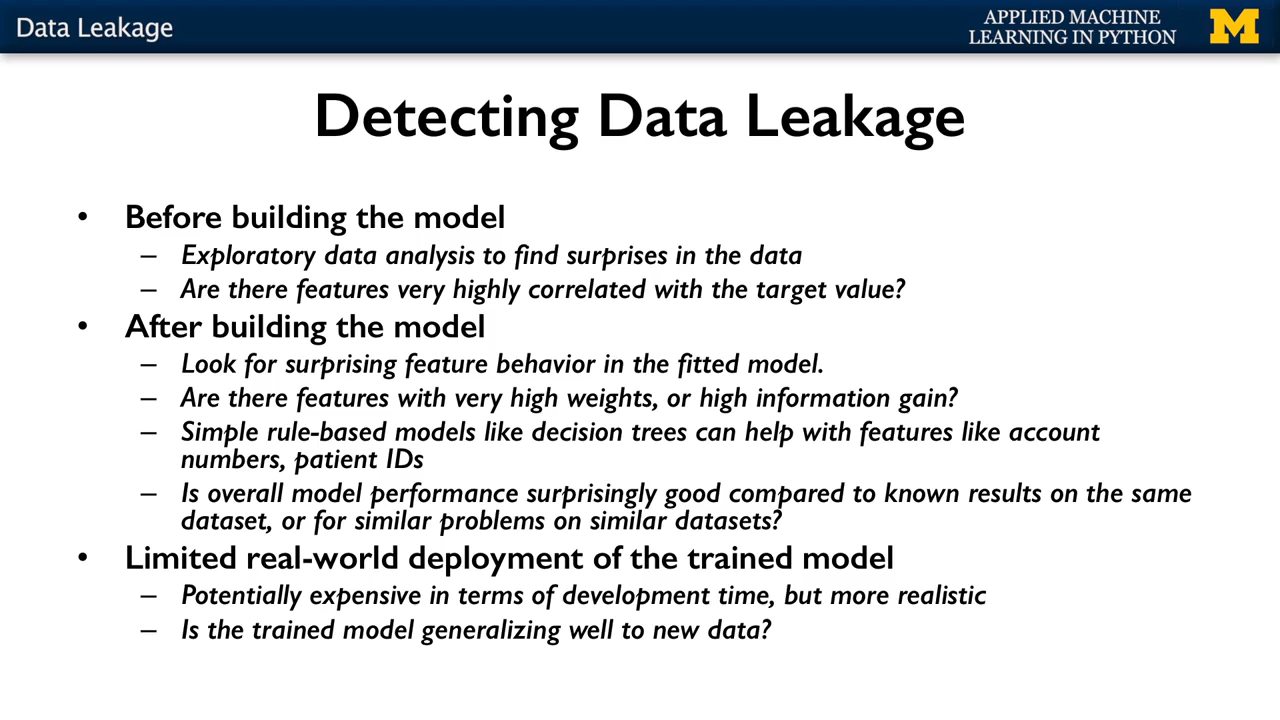 Data Leakage
APPLIED MACHINE
LEARNING IN PYTHON
M
Detecting Data Leakage
• Before building the model
– Exploratory data analysis to find surprises in the data
– Are there features very highly correlated with the target value?
• After building the model
– Look for surprising feature behavior in the fitted model.
– Are there features with very high weights, or high information gain?
– Simple rule-based models like decision trees can help with features like account
numbers, patient IDs
– Is overall model performance surprisingly good compared to known results on the same
dataset, or for similar problems on similar datasets?
• Limited real-world deployment of the trained model
– Potentially expensive in terms of development time, but more realistic
– Is the trained model generalizing well to new data?